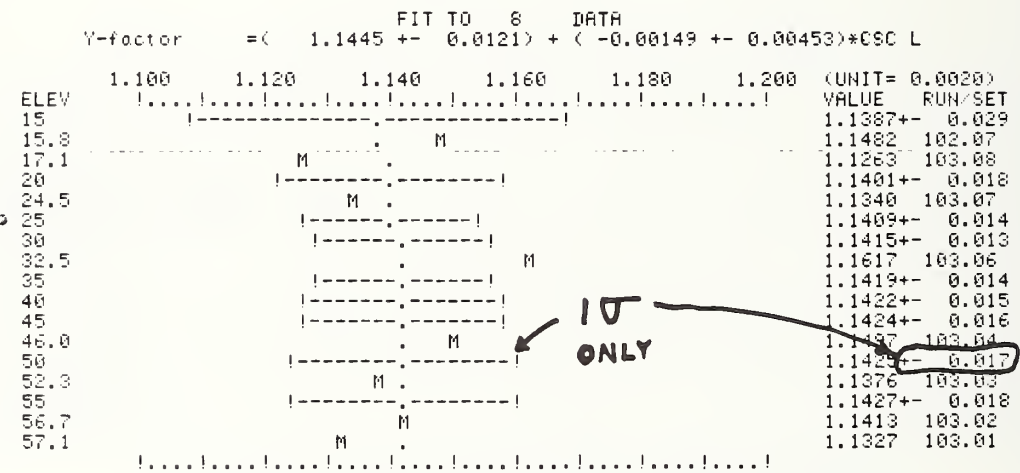 FIT TO 8 DATA
Y-factor =( 1.1445 +- 0.0121) + ( -0.00149 +- 0.00453)*CSC L
1.100 1.120 1.140 1.160 1.180 1.200 (UNIT= 0.0020)
ELEV !....!....!....!....!....!....!....!....!....!....! VALUE RUN/SET
15 !--------------.--------------! 1.1387+- 0.029
15.8 M 1.1482 102.07
17.1 M . 1.1263 103.08
20 !--------.--------! 1.1401+- 0.018
24.5 M . 1.1340 103.07
25 !------.------! 1.1409+- 0.014
30 !------.------! 1.1415+- 0.013
32.5 . M 1.1617 103.06
35 !------.------! 1.1419+- 0.014
40 !-------.-------! 1.1422+- 0.015
45 !-------.-------! 1.1424+- 0.016
1σ
46.0 . M 103.04
ONLY
50 !--------.--------! +- 0.017
52.3 M . 1.1376 103.03
55 !--------.--------! 1.1427+- 0.018
56.7 M 1.1413 103.02
57.1 M . 1.1327 103.01
!....!....!....!....!....!....!....!....!....!....!